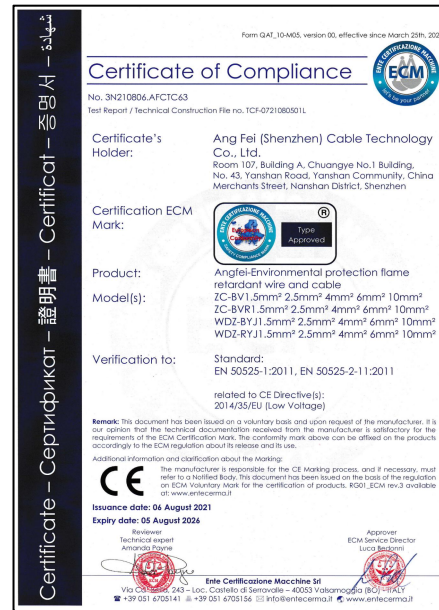 Form QAT_10-M05, version 00, effective since March 25th, 202
Certificate of Compliance
ENTE CERTIFICAZIONE MACCHINE
ECM
let's be your partner
No. 3N210806.AFCTC63
Test Report / Technical Construction File no. TCF-0721080501L
Certificate's
Holder:
Ang Fei (Shenzhen) Cable Technology
Co., Ltd.
Room 107, Building A, Chuangye No.1 Building,
No. 43, Yanshan Road, Yanshan Community, China
Merchants Street, Nanshan District, Shenzhen
Certification ECM
Mark:
ENTE CERTIFICAZIONE MACCHINE
®
Type
Approved
Product:
Angfei-Environmental protection flame
retardant wire and cable
Model(s):
ZC-BV1.5mm² 2.5mm² 4mm² 6mm² 10mm²
ZC-BVR1.5mm² 2.5mm² 4mm² 6mm² 10mm²
WDZ-BYJ1.5mm² 2.5mm² 4mm² 6mm² 10mm²
WDZ-RYJ1.5mm² 2.5mm² 4mm² 6mm² 10mm²
Verification to:
Standard:
EN 50525-1:2011, EN 50525-2-11:2011
related to CE Directive(s):
2014/35/EU (Low Voltage)
Remark: This document has been issued on a voluntary basis and upon request of the manufacturer. It is
our opinion that the technical documentation received from the manufacturer is satisfactory for the
requirements of the ECM Certification Mark. The conformity mark above can be affixed on the products
accordingly to the ECM regulation about its release and its use.
Additional information and clarification about the Marking:
CE
The manufacturer is responsible for the CE Marking process, and if necessary, must
refer to a Notified Body. This document has been issued on the basis of the regulation
on ECM Voluntary Mark for the certification of products. RG01_ECM rev.3 available
at: www.entecerma.it
Issuance date: 06 August 2021
Expiry date: 05 August 2026
Reviewer
Technical expert
Amanda Payne
Approver
ECM Service Director
Luca Bedonni
Ente Certificazione Macchine Srl
Via Ca' Bella, 243 – Loc. Castello di Serravalle – 40053 Valsamoggia (BO) - ITALY
+39 051 6705141 +39 051 6705156 info@entecerma.it www.entecerma.it
Certificate – Сертификат – 證明書 – Certificat – 증명서 – شهادة